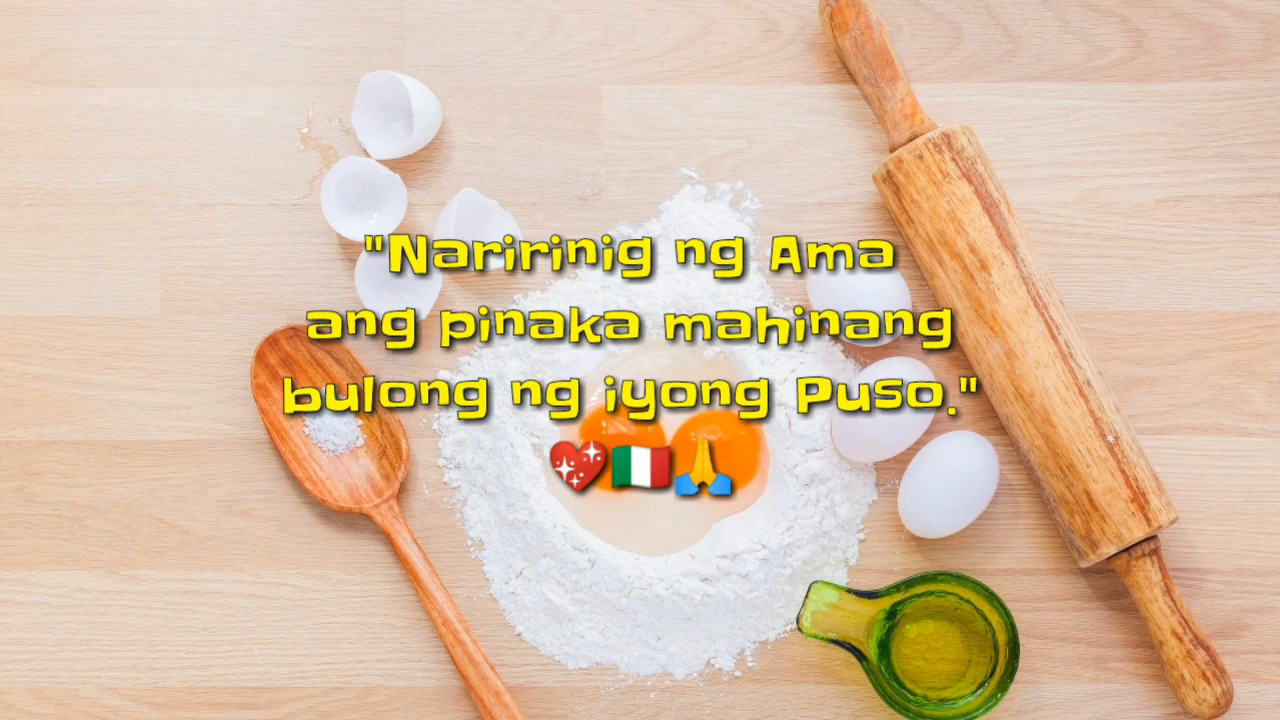 "Naririnig ng Ama
ang pinaka mahinang
bulong ng iyong Puso."
💖🇮🇹🙏